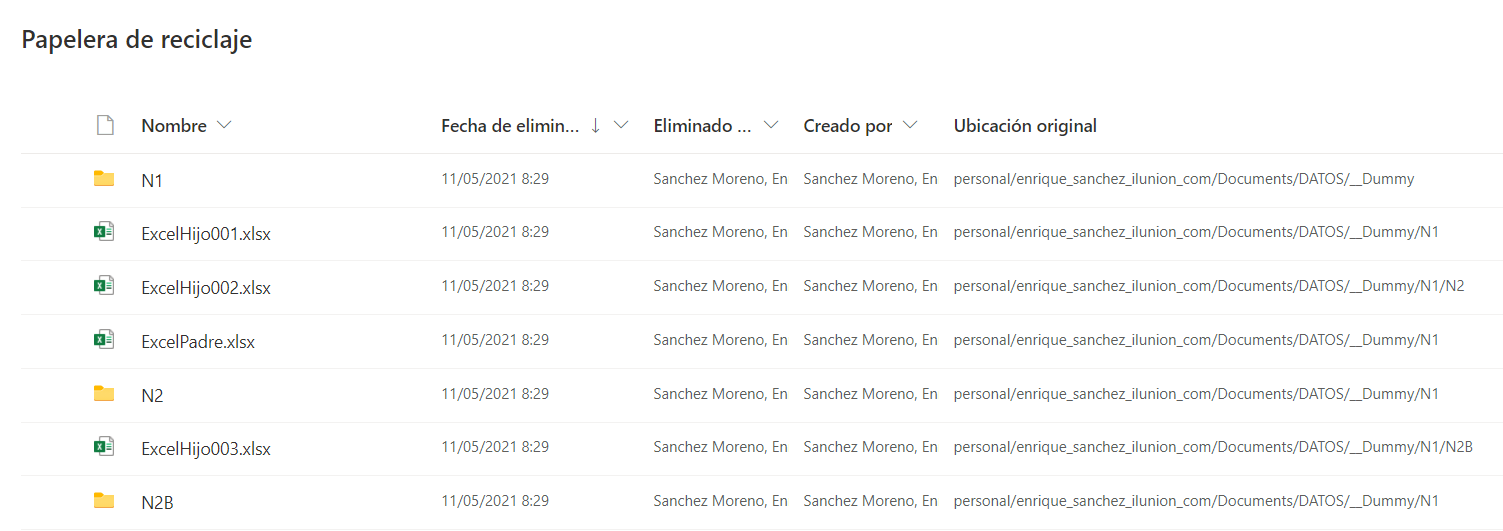 Papelera de reciclaje
Nombre Fecha de elimin... Eliminado ... Creado por Ubicación original
N1 11/05/2021 8:29 Sanchez Moreno, En Sanchez Moreno, En personal/enrique_sanchez_ilunion_com/Documents/DATOS/__Dummy
ExcelHijo001.xlsx 11/05/2021 8:29 Sanchez Moreno, En Sanchez Moreno, En personal/enrique_sanchez_ilunion_com/Documents/DATOS/__Dummy/N1
ExcelHijo002.xlsx 11/05/2021 8:29 Sanchez Moreno, En Sanchez Moreno, En personal/enrique_sanchez_ilunion_com/Documents/DATOS/__Dummy/N1/N2
ExcelPadre.xlsx 11/05/2021 8:29 Sanchez Moreno, En Sanchez Moreno, En personal/enrique_sanchez_ilunion_com/Documents/DATOS/__Dummy/N1
N2 11/05/2021 8:29 Sanchez Moreno, En Sanchez Moreno, En personal/enrique_sanchez_ilunion_com/Documents/DATOS/__Dummy/N1
ExcelHijo003.xlsx 11/05/2021 8:29 Sanchez Moreno, En Sanchez Moreno, En personal/enrique_sanchez_ilunion_com/Documents/DATOS/__Dummy/N1/N2B
N2B 11/05/2021 8:29 Sanchez Moreno, En Sanchez Moreno, En personal/enrique_sanchez_ilunion_com/Documents/DATOS/__Dummy/N1